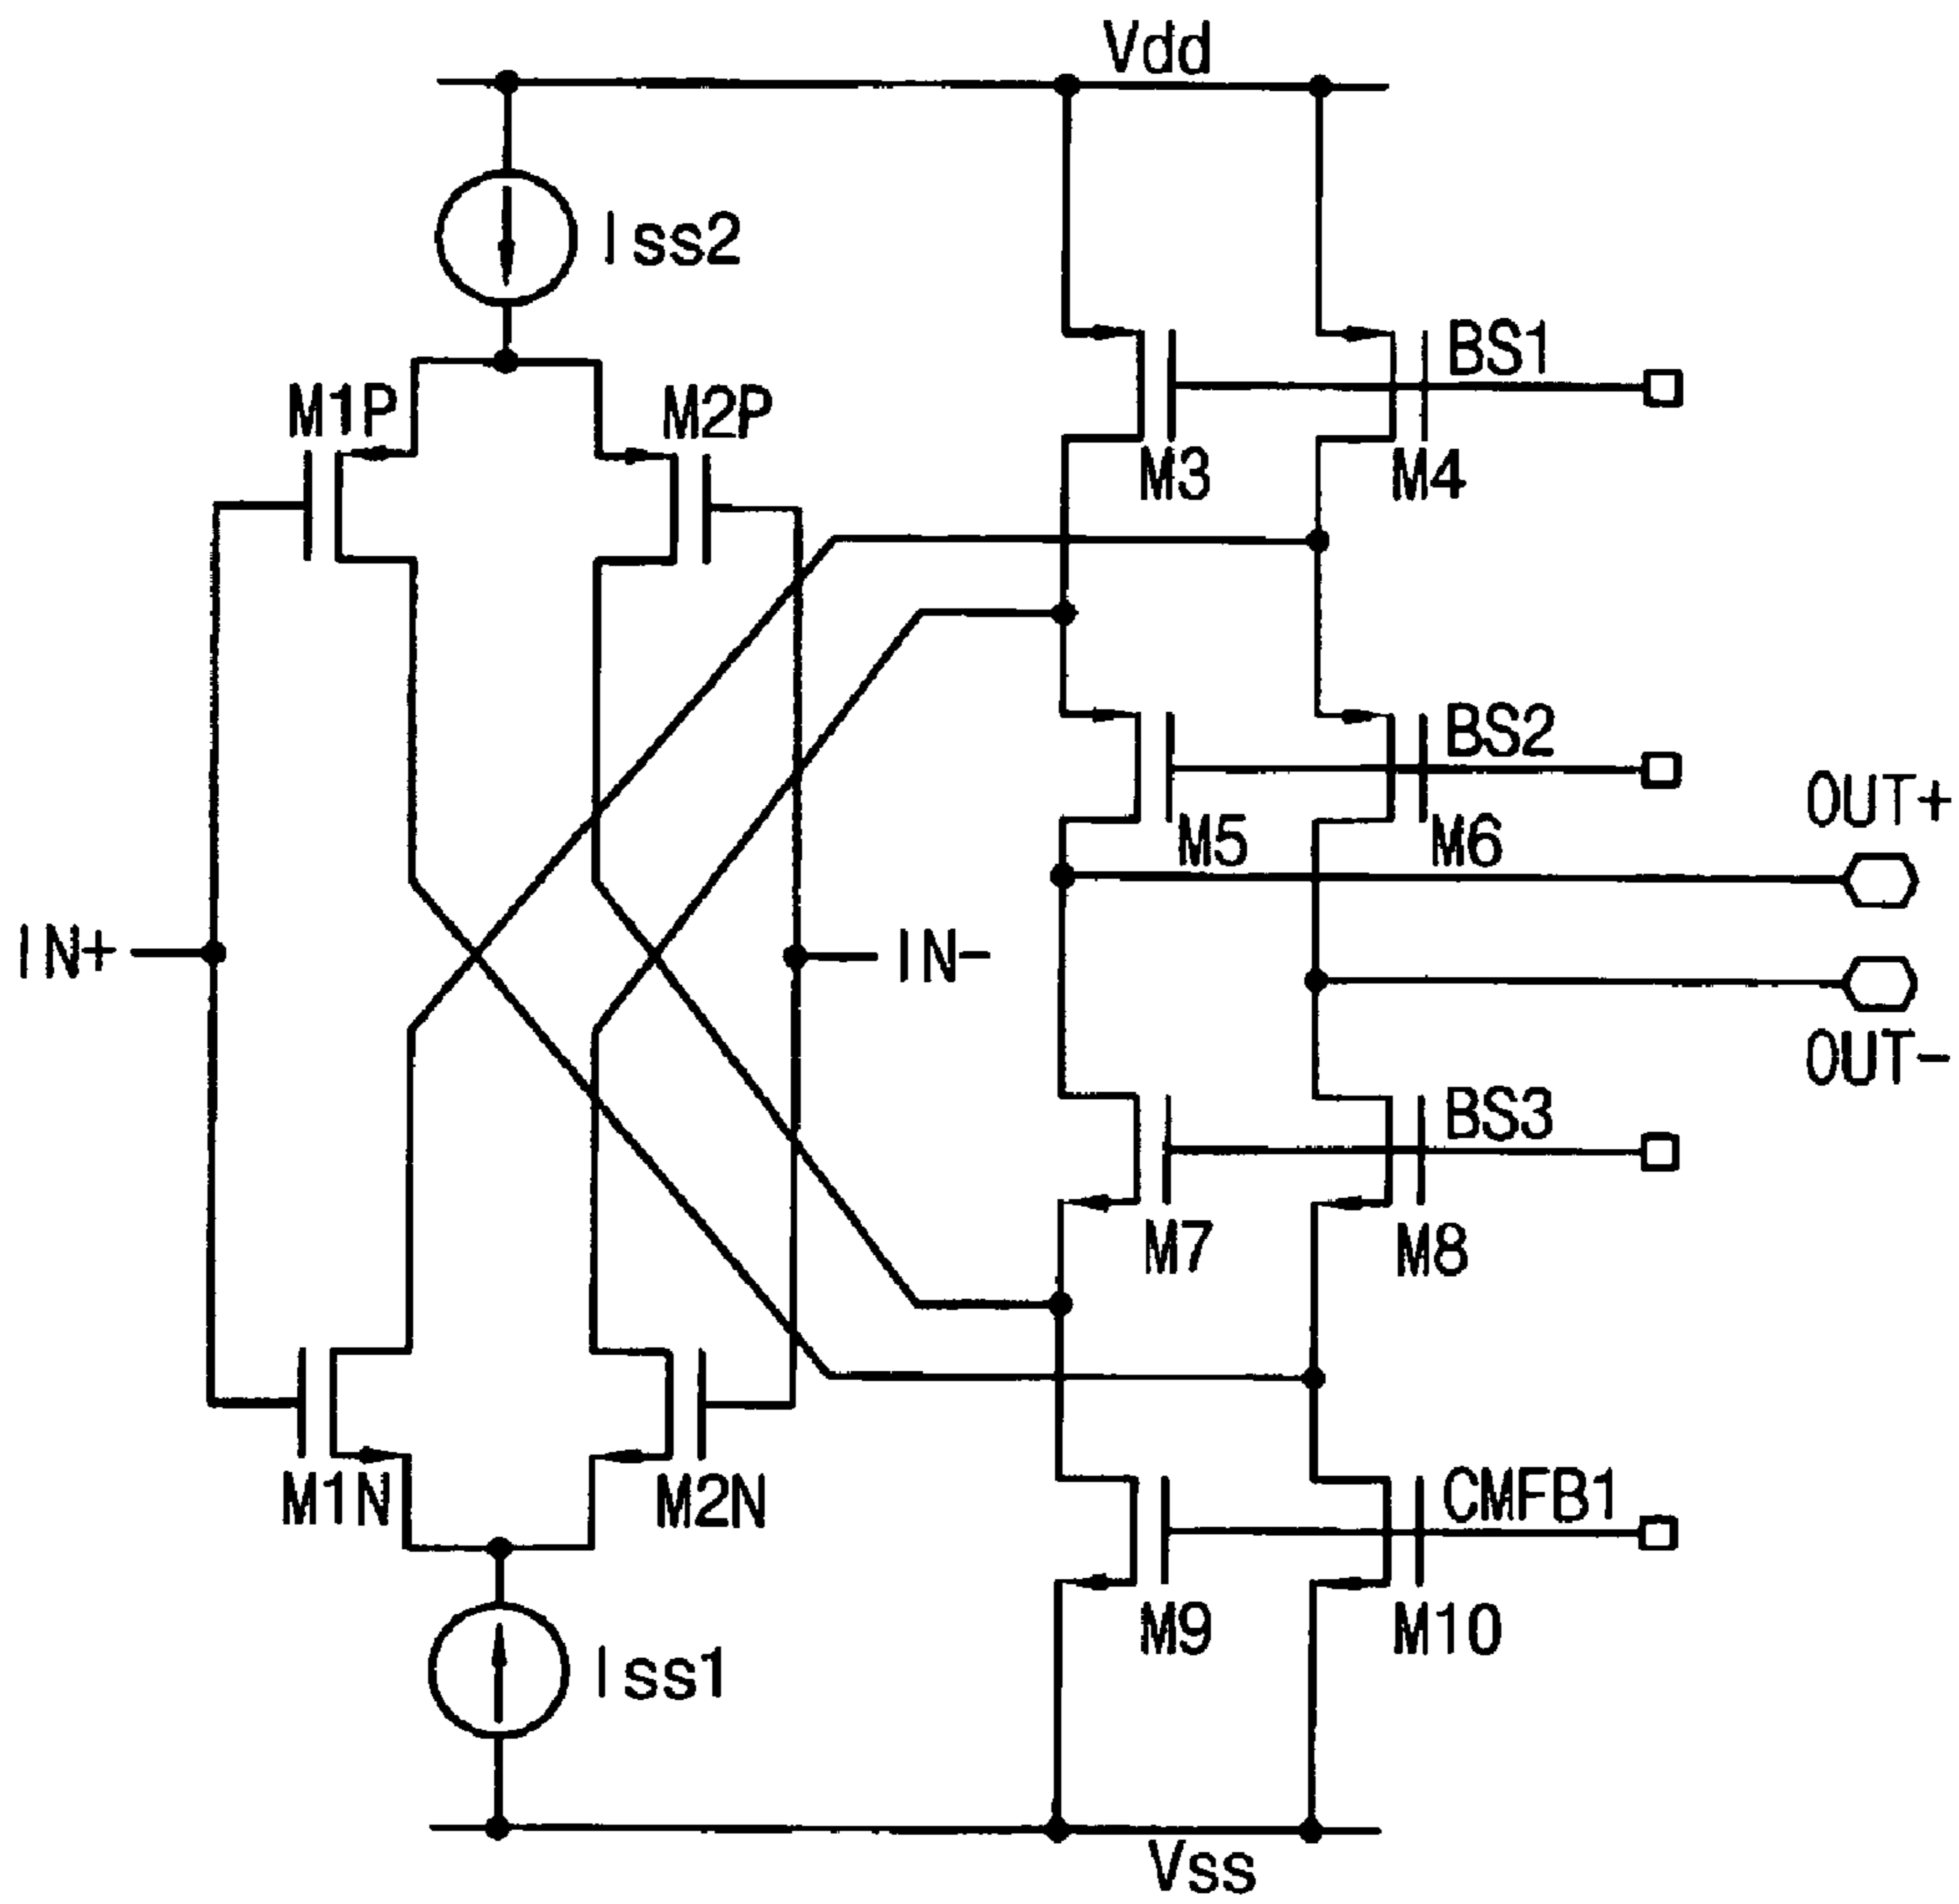 Vdd
Iss2
BS1
M1P
M2P
M3
M4
BS2
OUT+
M5
M6
IN+
IN-
OUT-
BS3
M7
M8
CMFB1
M1N
M2N
M9
M10
Iss1
Vss